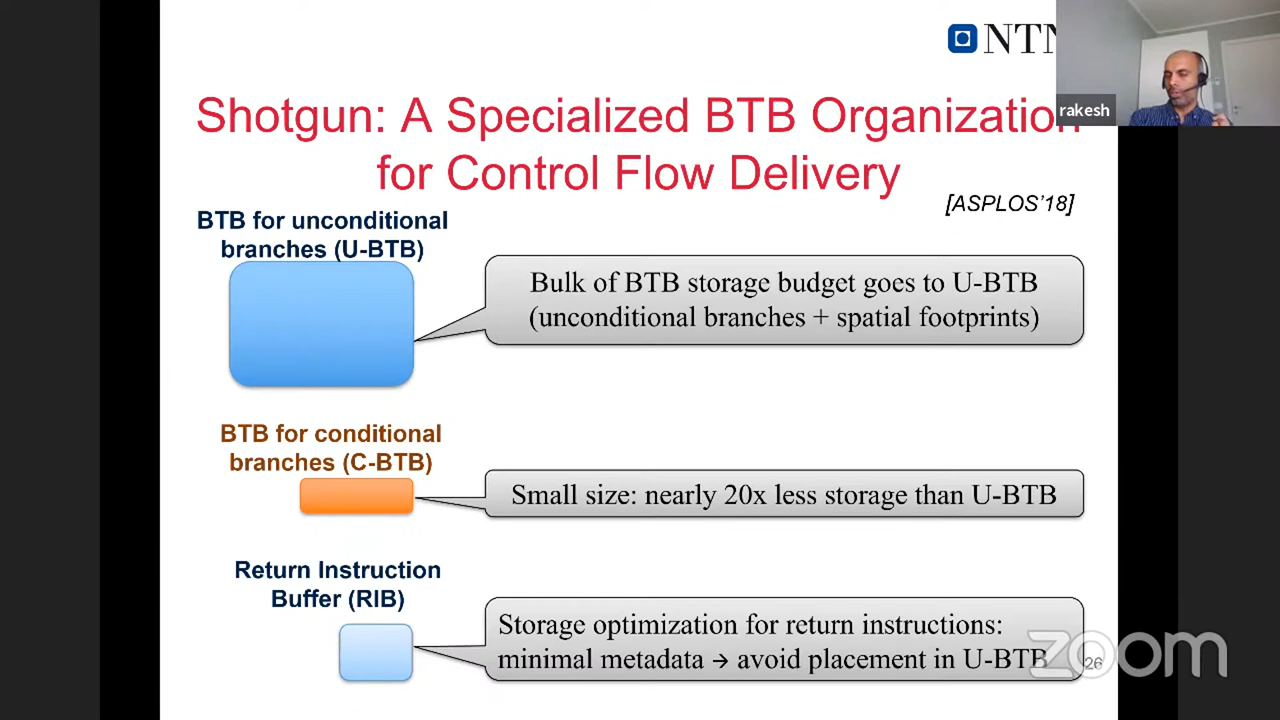 NTN
rakesh
Shotgun: A Specialized BTB Organization
for Control Flow Delivery
[ASPLOS’18]
BTB for unconditional
branches (U-BTB)
Bulk of BTB storage budget goes to U-BTB
(unconditional branches + spatial footprints)
BTB for conditional
branches (C-BTB)
Small size: nearly 20x less storage than U-BTB
Return Instruction
Buffer (RIB)
Storage optimization for return instructions:
minimal metadata → avoid placement in U-BTB
zoom
26